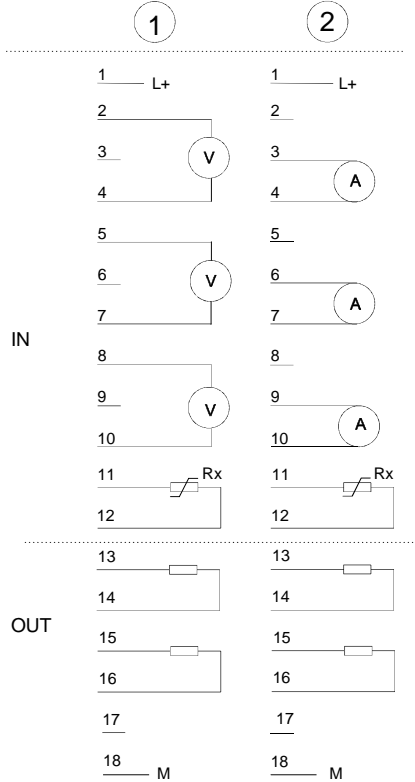 1 2
1 L+ 1 L+
2 2
3 V 3
4 4 A
5 5
6 V 6
7 7 A
IN
8 8
9 V 9
10 10 A
11 Rx 11 Rx
12 12
13 13
14 14
OUT
15 15
16 16
17 17
18 M 18 M